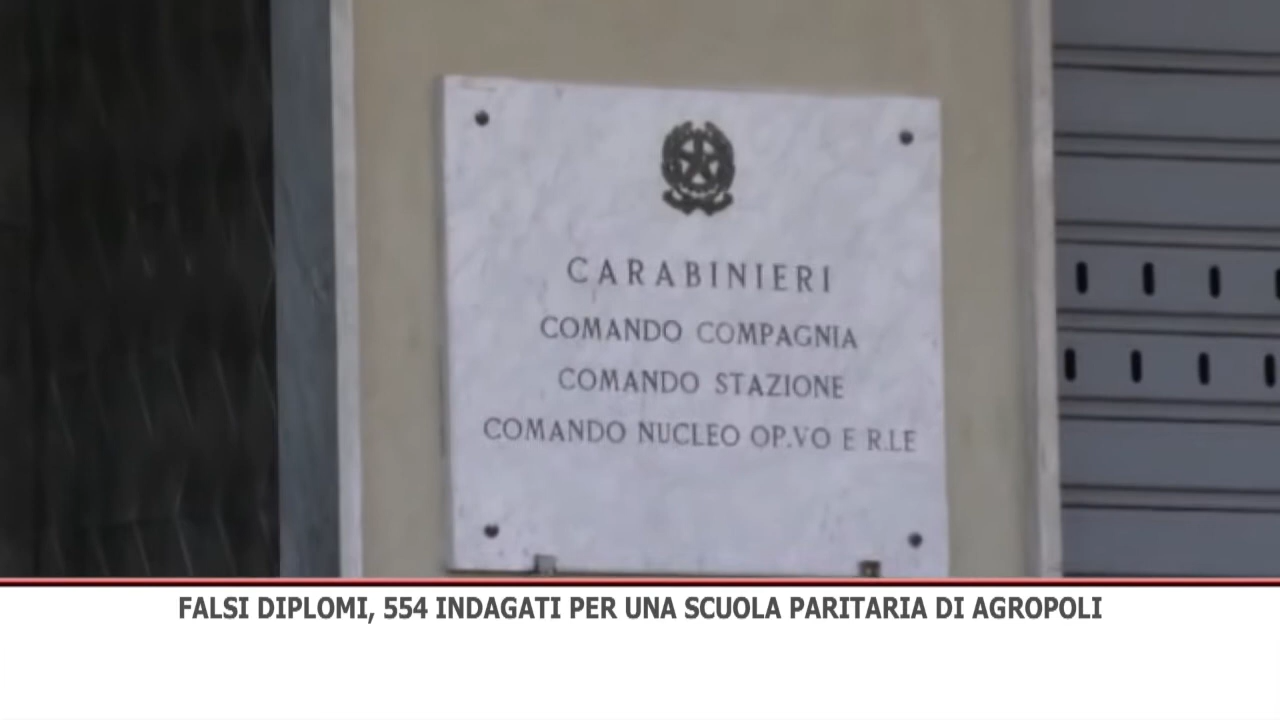 CARABINIERI
COMANDO COMPAGNIA
COMANDO STAZIONE
COMANDO NUCLEO OP.VO E R.LE
FALSI DIPLOMI, 554 INDAGATI PER UNA SCUOLA PARITARIA DI AGROPOLI